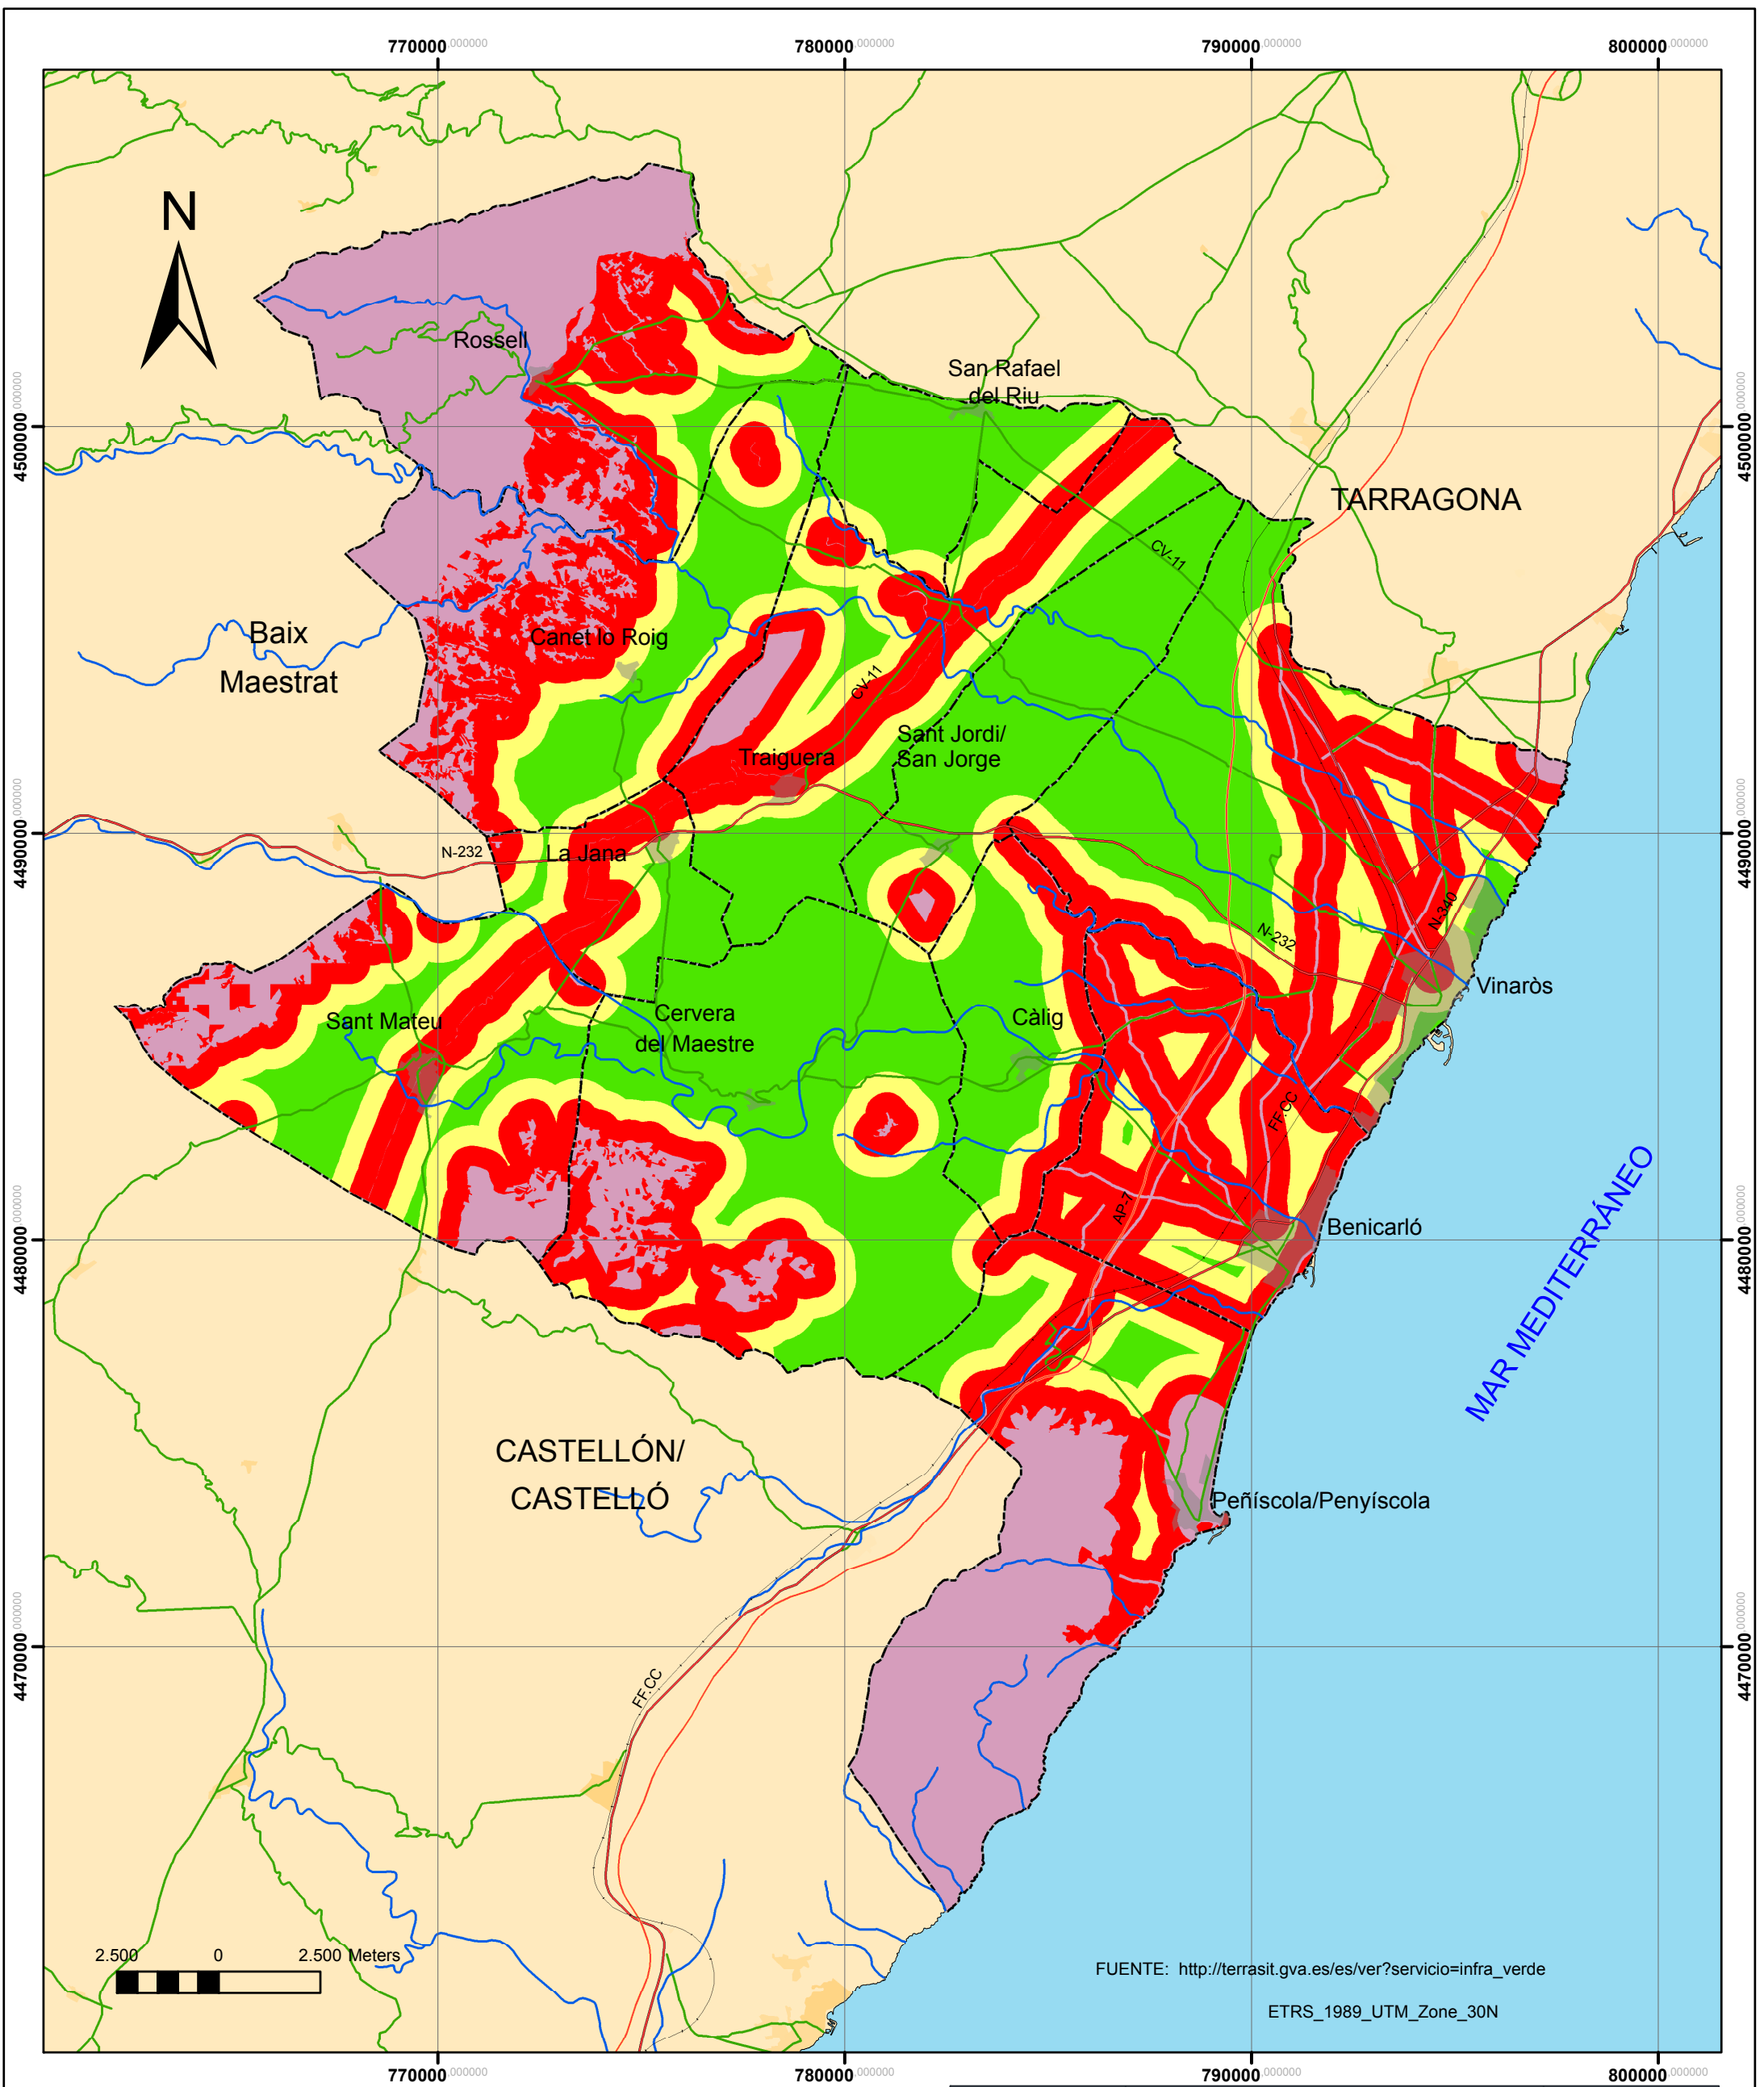 770000,000000 780000,000000 790000,000000 800000,000000
N
Rossell
San Rafael
del Riu
4500000,000000
4500000,000000
TARRAGONA
CV-11
Baix
Maestrat
Canet lo Roig
CV-11
Sant Jordi/
San Jorge
Traiguera
4490000,000000
4490000,000000
N-232
La Jana
N-340
N-232
Vinaròs
Sant Mateu
Cervera
del Maestre
Càlig
FF.CC
AP-7
Benicarló
4480000,000000
4480000,000000
MAR MEDITERRÁNEO
CASTELLÓN/
CASTELLÓ
Peñíscola/Penyíscola
4470000,000000
4470000,000000
FF.CC
2.500 0 2.500 Meters
FUENTE: http://terrasit.gva.es/es/ver?servicio=infra_verde
ETRS_1989_UTM_Zone_30N
770000,000000 780000,000000 790000,000000 800000,000000